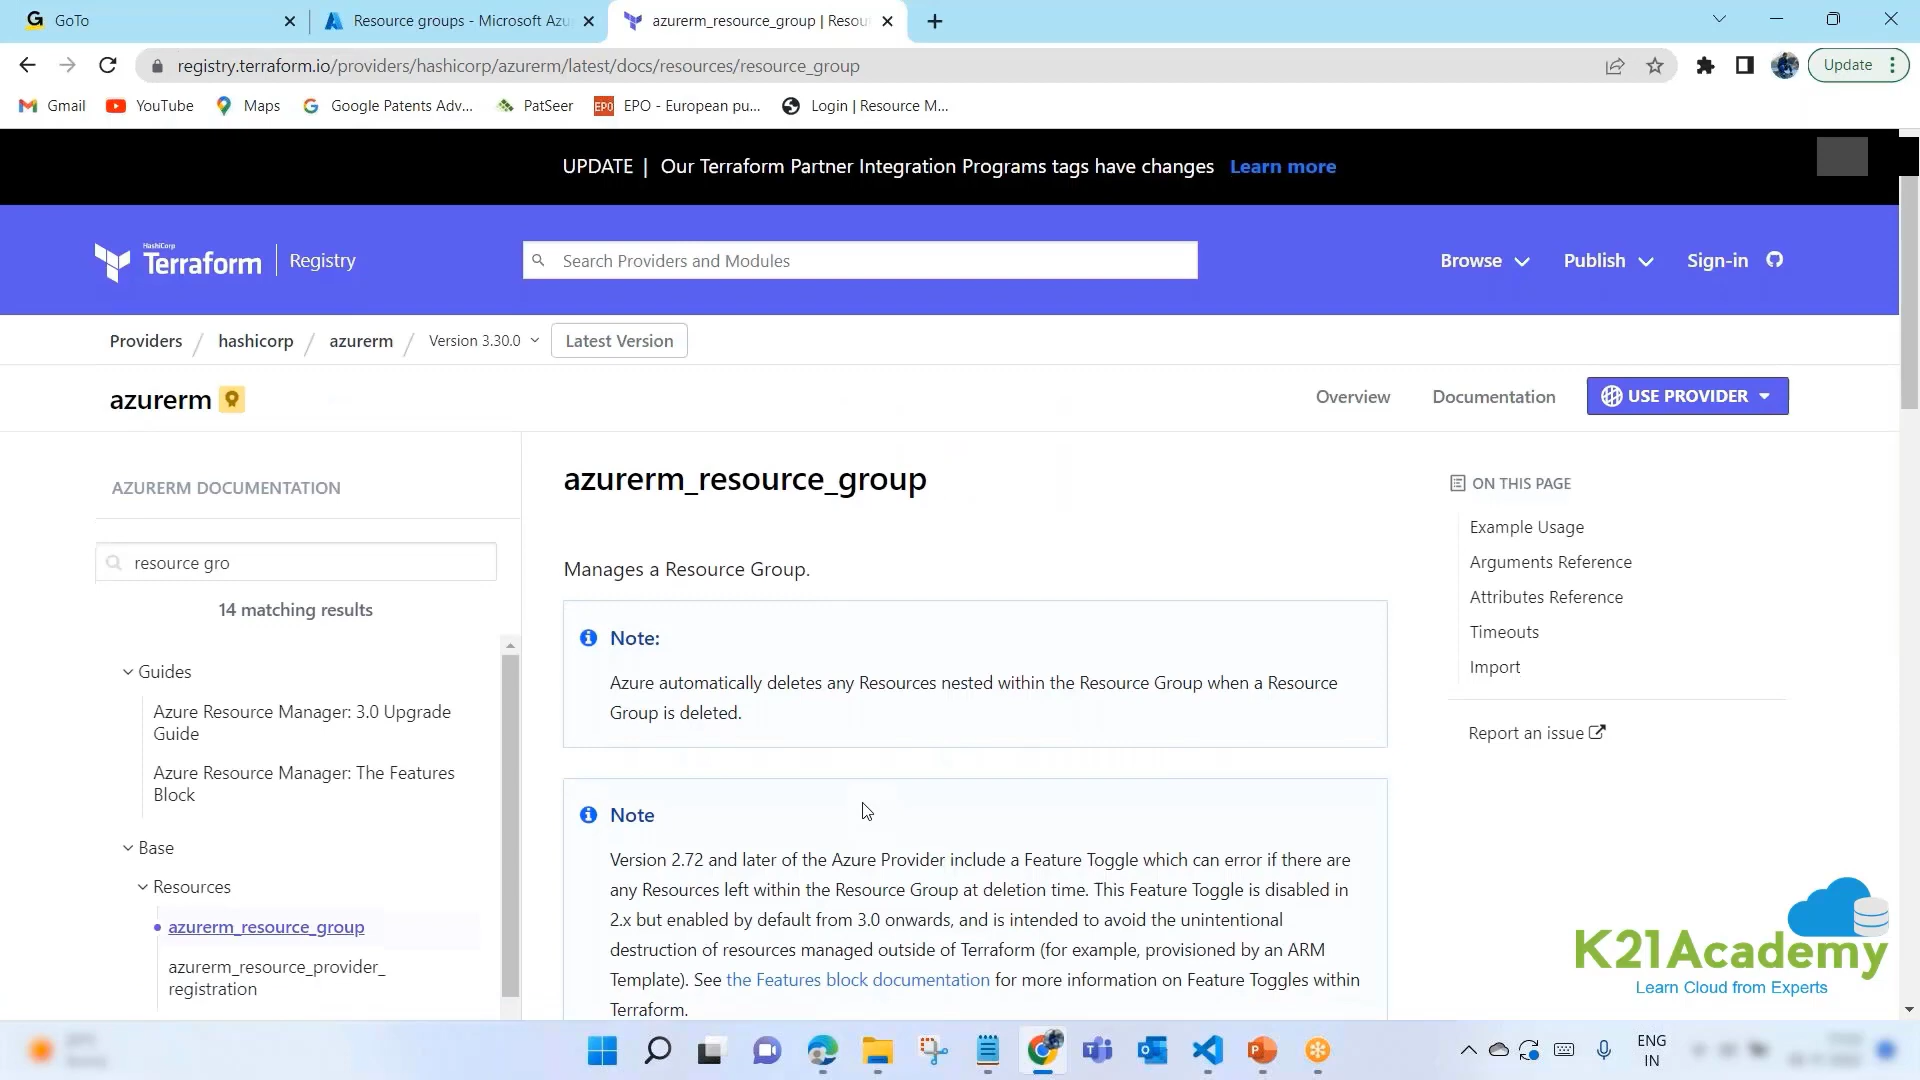 GoTo
Resource groups - Microsoft Azu
azurerm_resource_group | Resou
registry.terraform.io/providers/hashicorp/azurerm/latest/docs/resources/resource_group
Update
Gmail
YouTube
Maps
Google Patents Adv...
PatSeer
EPO
EPO - European pu...
Login | Resource M...
UPDATE | Our Terraform Partner Integration Programs tags have changes Learn more
HashiCorp
Terraform
Registry
Search Providers and Modules
Browse
Publish
Sign-in
Providers / hashicorp / azurerm / Version 3.30.0
Latest Version
azurerm
Overview
Documentation
USE PROVIDER
AZURERM DOCUMENTATION
resource gro
14 matching results
Guides
Azure Resource Manager: 3.0 Upgrade
Guide
Azure Resource Manager: The Features
Block
Base
Resources
azurerm_resource_group
azurerm_resource_provider_
registration
azurerm_resource_group
Manages a Resource Group.
Note:
Azure automatically deletes any Resources nested within the Resource Group when a Resource
Group is deleted.
Note
Version 2.72 and later of the Azure Provider include a Feature Toggle which can error if there are
any Resources left within the Resource Group at deletion time. This Feature Toggle is disabled in
2.x but enabled by default from 3.0 onwards, and is intended to avoid the unintentional
destruction of resources managed outside of Terraform (for example, provisioned by an ARM
Template). See the Features block documentation for more information on Feature Toggles within
Terraform.
ON THIS PAGE
Example Usage
Arguments Reference
Attributes Reference
Timeouts
Import
Report an issue
K21Academy
Learn Cloud from Experts
ENG
IN